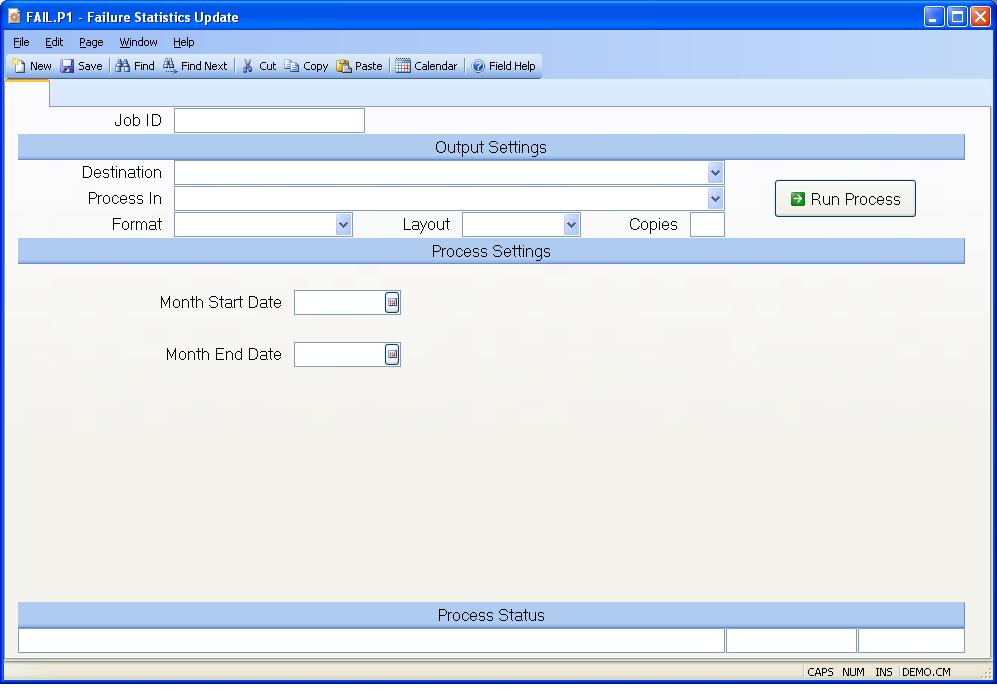 FAIL.P1 - Failure Statistics Update
File Edit Page Window Help
New Save Find Find Next Cut Copy Paste Calendar Field Help
Job ID
Output Settings
Destination
Process In
Run Process
Format Layout Copies
Process Settings
Month Start Date
Month End Date
Process Status
CAPS NUM INS DEMO.CM